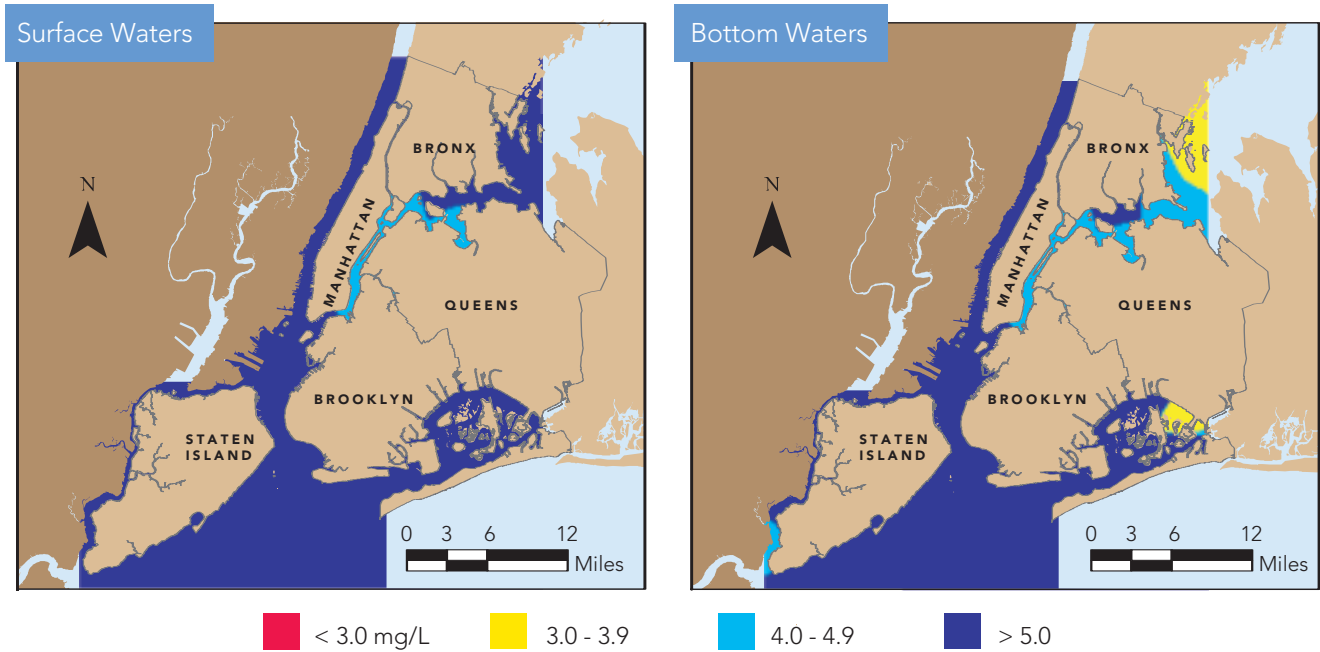 Surface Waters
N
BRONX
MANHATTAN
QUEENS
BROOKLYN
STATEN
ISLAND
0 3 6 12
Miles
Bottom Waters
N
BRONX
MANHATTAN
QUEENS
BROOKLYN
STATEN
ISLAND
0 3 6 12
Miles
< 3.0 mg/L 3.0 - 3.9 4.0 - 4.9 > 5.0